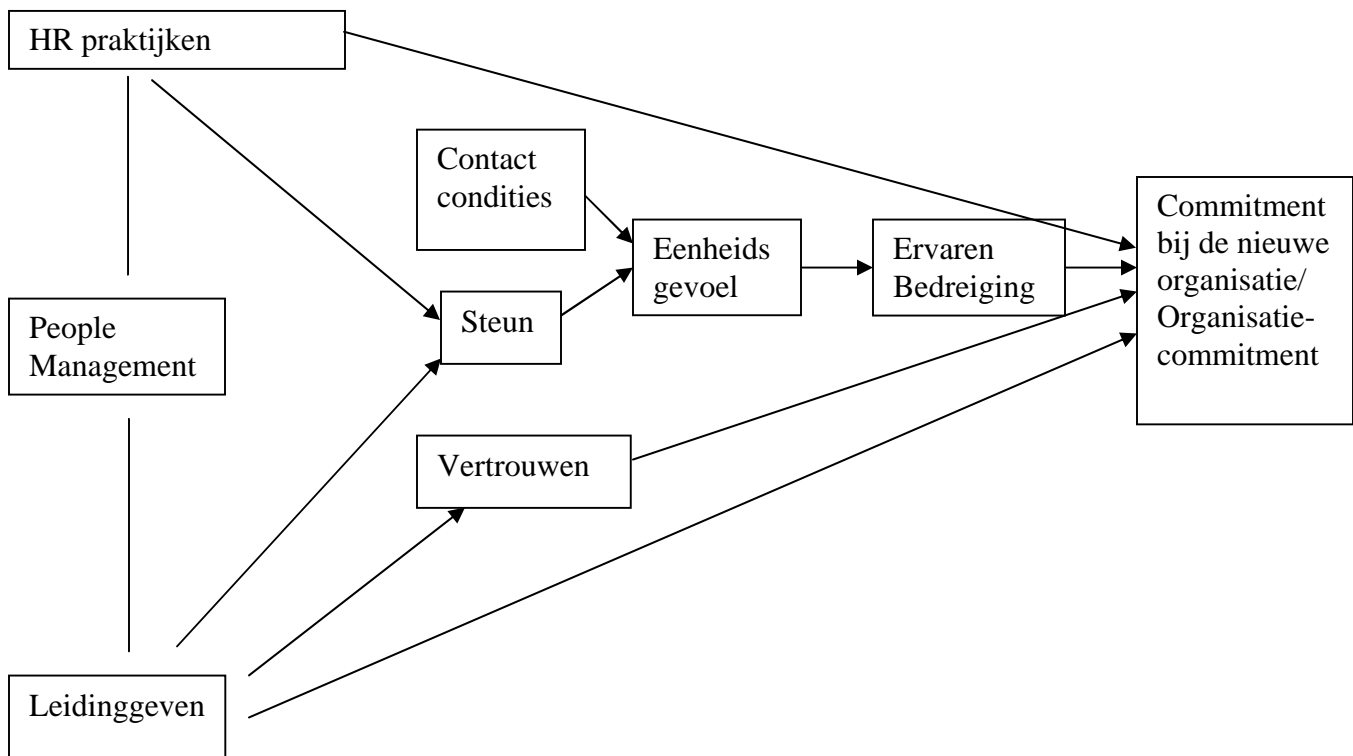 HR praktijken
Contact
condities
Eenheids
gevoel
Ervaren
Bedreiging
Commitment
bij de nieuwe
organisatie/
Organisatie-
commitment
People
Management
Steun
Vertrouwen
Leidinggeven